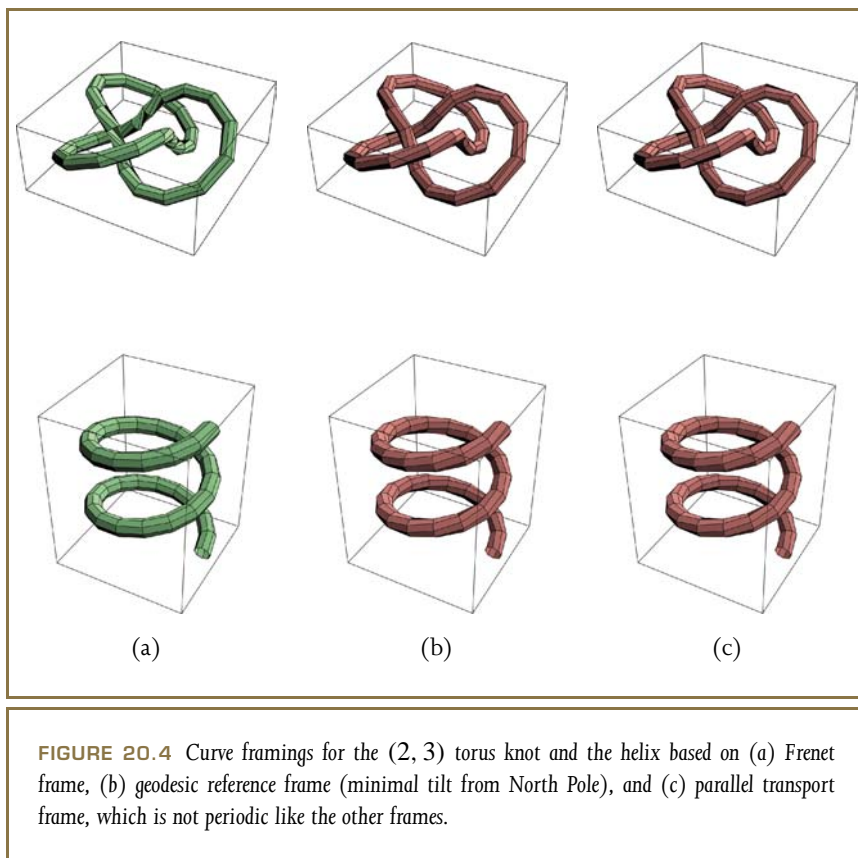 (a)
(b)
(c)
FIGURE 20.4 Curve framings for the (2, 3) torus knot and the helix based on (a) Frenet
frame, (b) geodesic reference frame (minimal tilt from North Pole), and (c) parallel transport
frame, which is not periodic like the other frames.